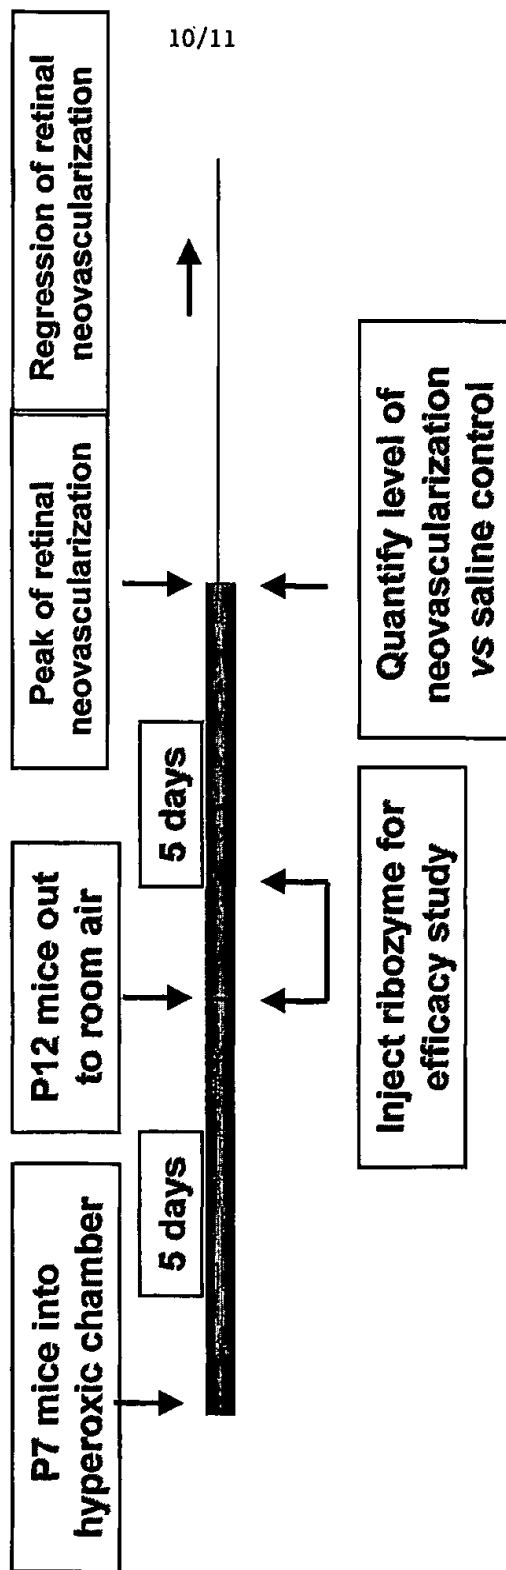 10/11
P7 mice into
hyperoxic chamber
5 days
P12 mice out
to room air
5 days
Peak of retinal
neovascularization
Regression of retinal
neovascularization
Inject ribozyme for
efficacy study
Quantify level of
neovascularization
vs saline control